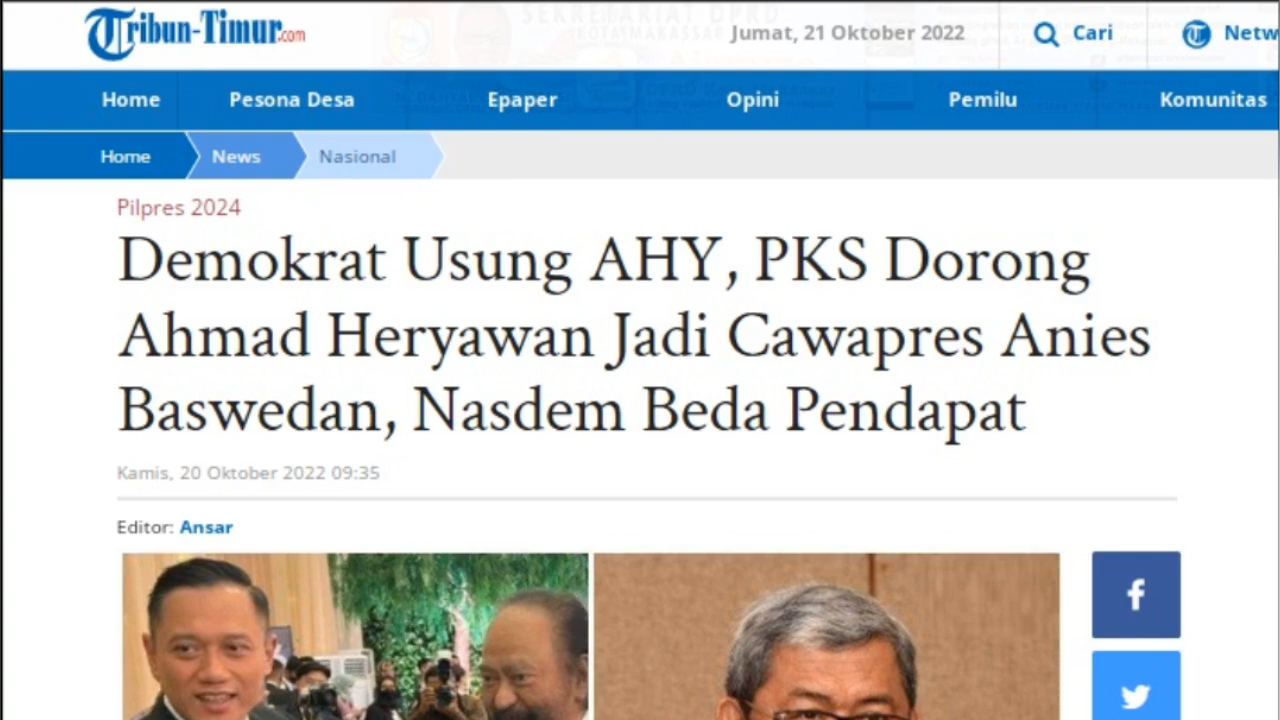 Tribun-Timur.com
Jumat, 21 Oktober 2022
Cari
Netw
Home
Pesona Desa
Epaper
Opini
Pemilu
Komunitas
Home
News
Nasional
Pilpres 2024
Demokrat Usung AHY, PKS Dorong
Ahmad Heryawan Jadi Cawapres Anies
Baswedan, Nasdem Beda Pendapat
Kamis, 20 Oktober 2022 09:35
Editor: Ansar